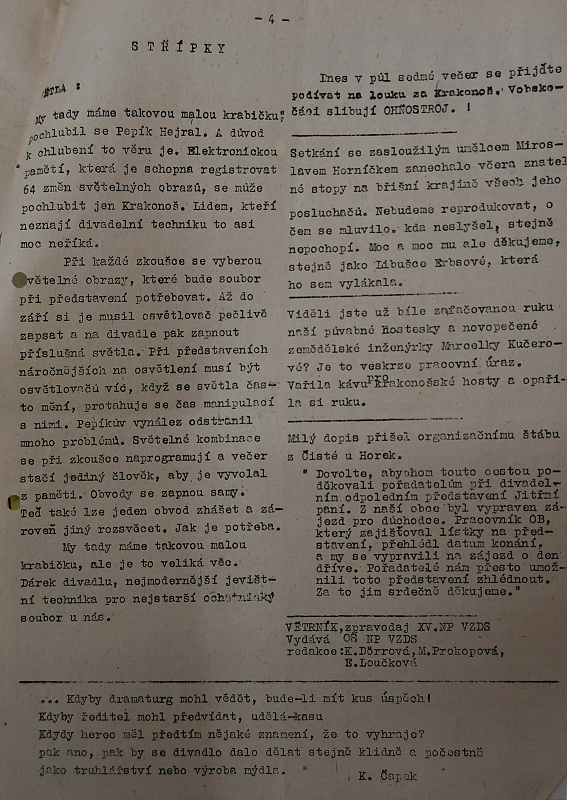 - 4 -
STŘÍPKY
"My tady máme takovou malou krabičku,"
pochlubil se Pepík Hejral. A důvod
k chlubení to věru je. Elektronickou
pamětí, která je schopna registrovat
64 změn světelných obrazů, se může
pochlubit jen Krakonoš. Lidem, kteří
neznají divadelní techniku to asi
moc neříká.
Při každé zkoušce se vyberou
světelné obrazy, které bude soubor
při představení potřebovat. Až do
září si je musil osvětlovač pečlivě
zapsat a na divadle pak zapnout
příslušná světla. Při představeních
náročnějších na osvětlení musí být
osvětlovačů víc, když se světla čas-
to mění, protahuje se čas manipulací
s nimi. Pepíkův vynález odstranil
mnoho problémů. Světelné kombinace
se při zkoušce naprogramují a večer
stačí jediný člověk, aby je vyvolal
z paměti. Obvody se zapnou samy.
Teď také lze jeden obvod zhášet a zá-
roveň jiný rozsvěcet. Jak je potřeba.
My tady máme takovou malou
krabičku, ale je to veliká věc.
Dárek divadlu, nejmodernější jevišt-
ní technika pro nejstarší ochotnický
soubor u nás.
Dnes v půl sedmé večer se přijďte
podívat na louku za Krakonoš. Vobsko-
čáci slibují OHŇOSTROJ. !
Setkání se zasloužilým umělcem Miros-
lavem Horníčkem zanechalo včera znatel
né stopy na břišní krajině všech jeho
posluchačů. Nebudeme reprodukovat, o
čem se mluvilo. kdo neslyšel, stejně
nepochopí. Moc a moc mu ale děkujeme,
stejně jako Libušce Erbsové, která
ho sem vylákala.
Viděli jste už bíle zafačovanou ruku
naší půvabné hostesky a novopečené
zemědělské inženýrky Marcelky Kučero-
vé? Je to veskrze pracovní úraz.
Vařila kávu pro Krakonošské hosty a opaři-
la si ruku.
Milý dopis přišel organizačnímu štábu
z Čisté u Horek.
" Dovolte, abychom touto cestou po-
děkovali pořadatelům při divadel-
ním odpoledním představení Jitřní
paní. Z naší obce byl vypraven zá-
jezd pro důchodce. Pracovník OB,
který zajišťoval lístky na před-
stavení, přehlédl datum konání,
a my se vypravili na zájezd o den
dříve. Pořadatelé nám přesto umož-
nili toto představení zhlédnout.
Za to jim srdečně děkujeme."
VĚTRNÍK, zpravodaj XV.NP VZDS
Vydává OŠ NP VZDS
redakce:K.Dörrová, M.Prokopová,
E.Loučková
... Kdyby dramaturg mohl vědět, bude-li mít kus úspěch!
Kdyby ředitel mohl předvídat, udělá-kasu
Kdyby herec měl předtím nějaké znamení, že to vyhraje?
pak ano, pak by se divadlo dalo dělat stejně klidně a počestně
jako truhlářství nebo výroba mýdla. "
K. Čapek